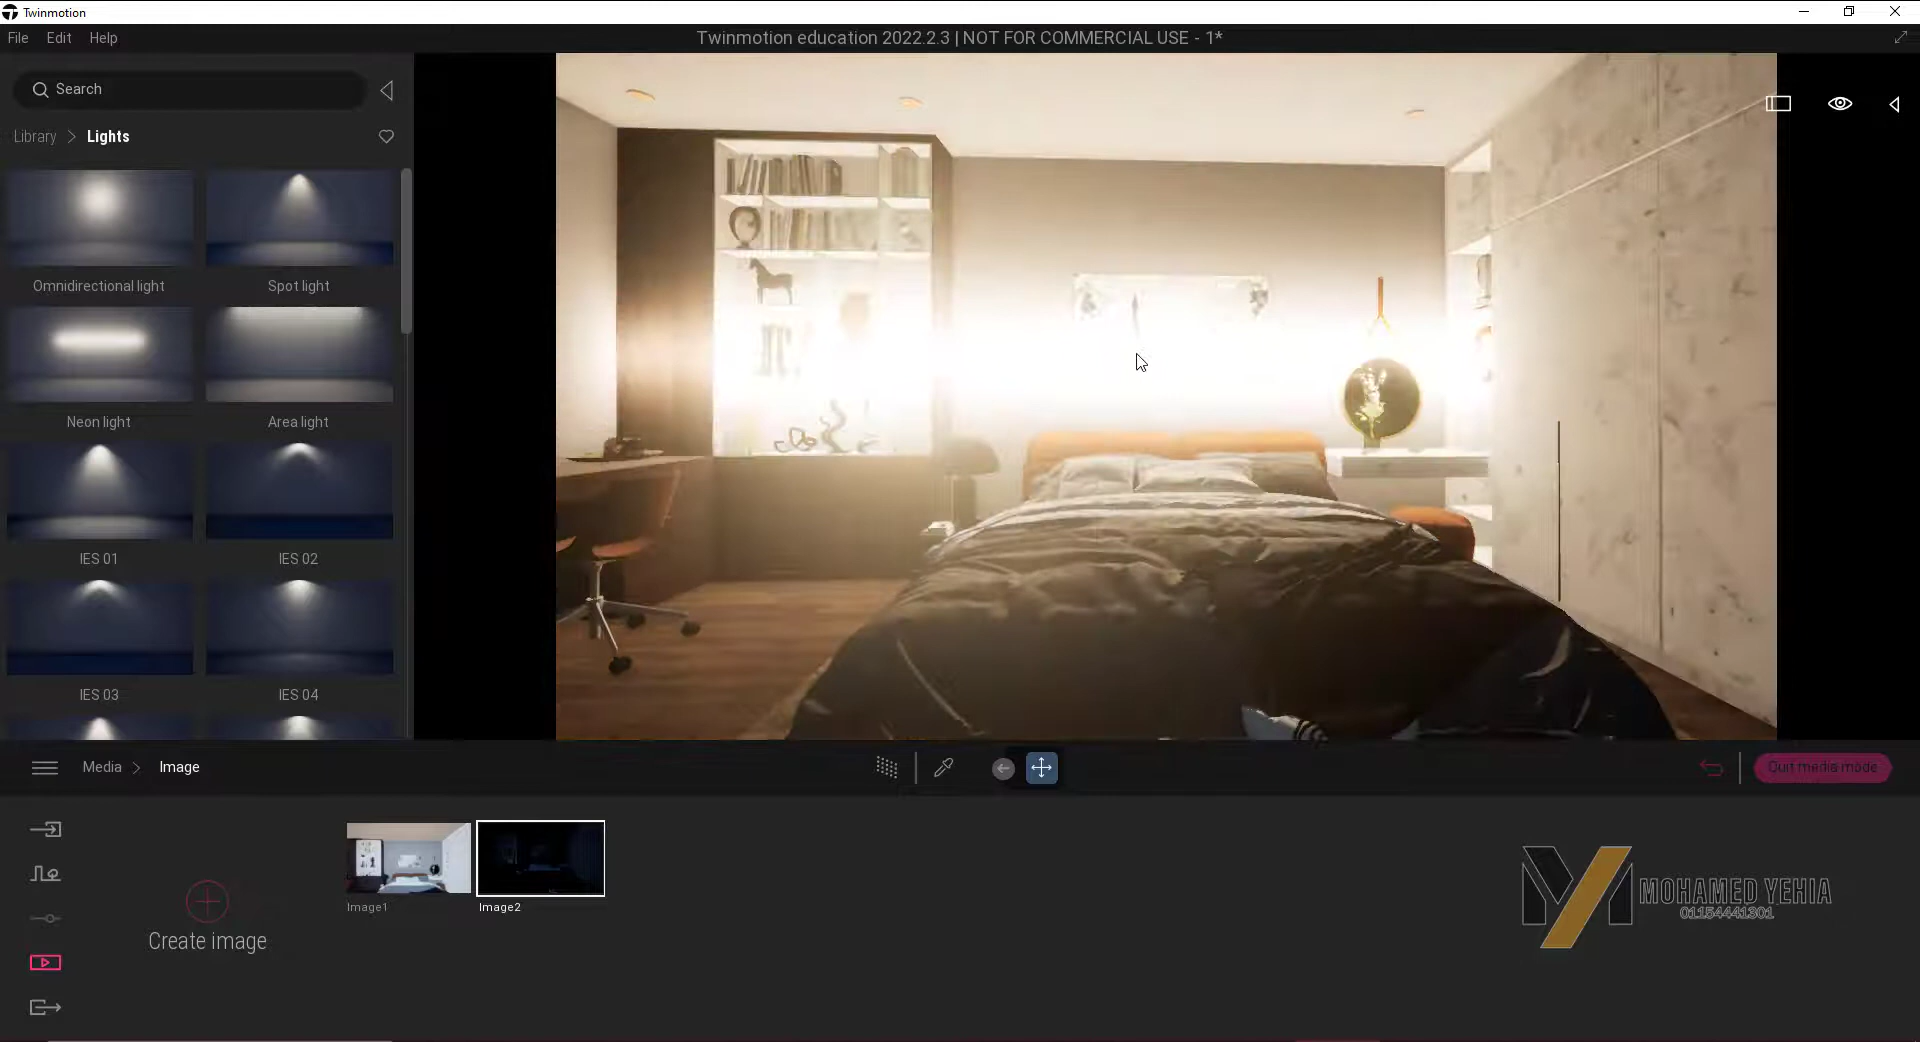 Twinmotion
File Edit Help
Twinmotion education 2022.2.3 | NOT FOR COMMERCIAL USE - 1*
Search
Library > Lights
Omnidirectional light
Spot light
Neon light
Area light
IES 01
IES 02
IES 03
IES 04
Media > Image
Quit media mode
Create image
Image1
Image2
MOHAMED YEHIA
01154441301